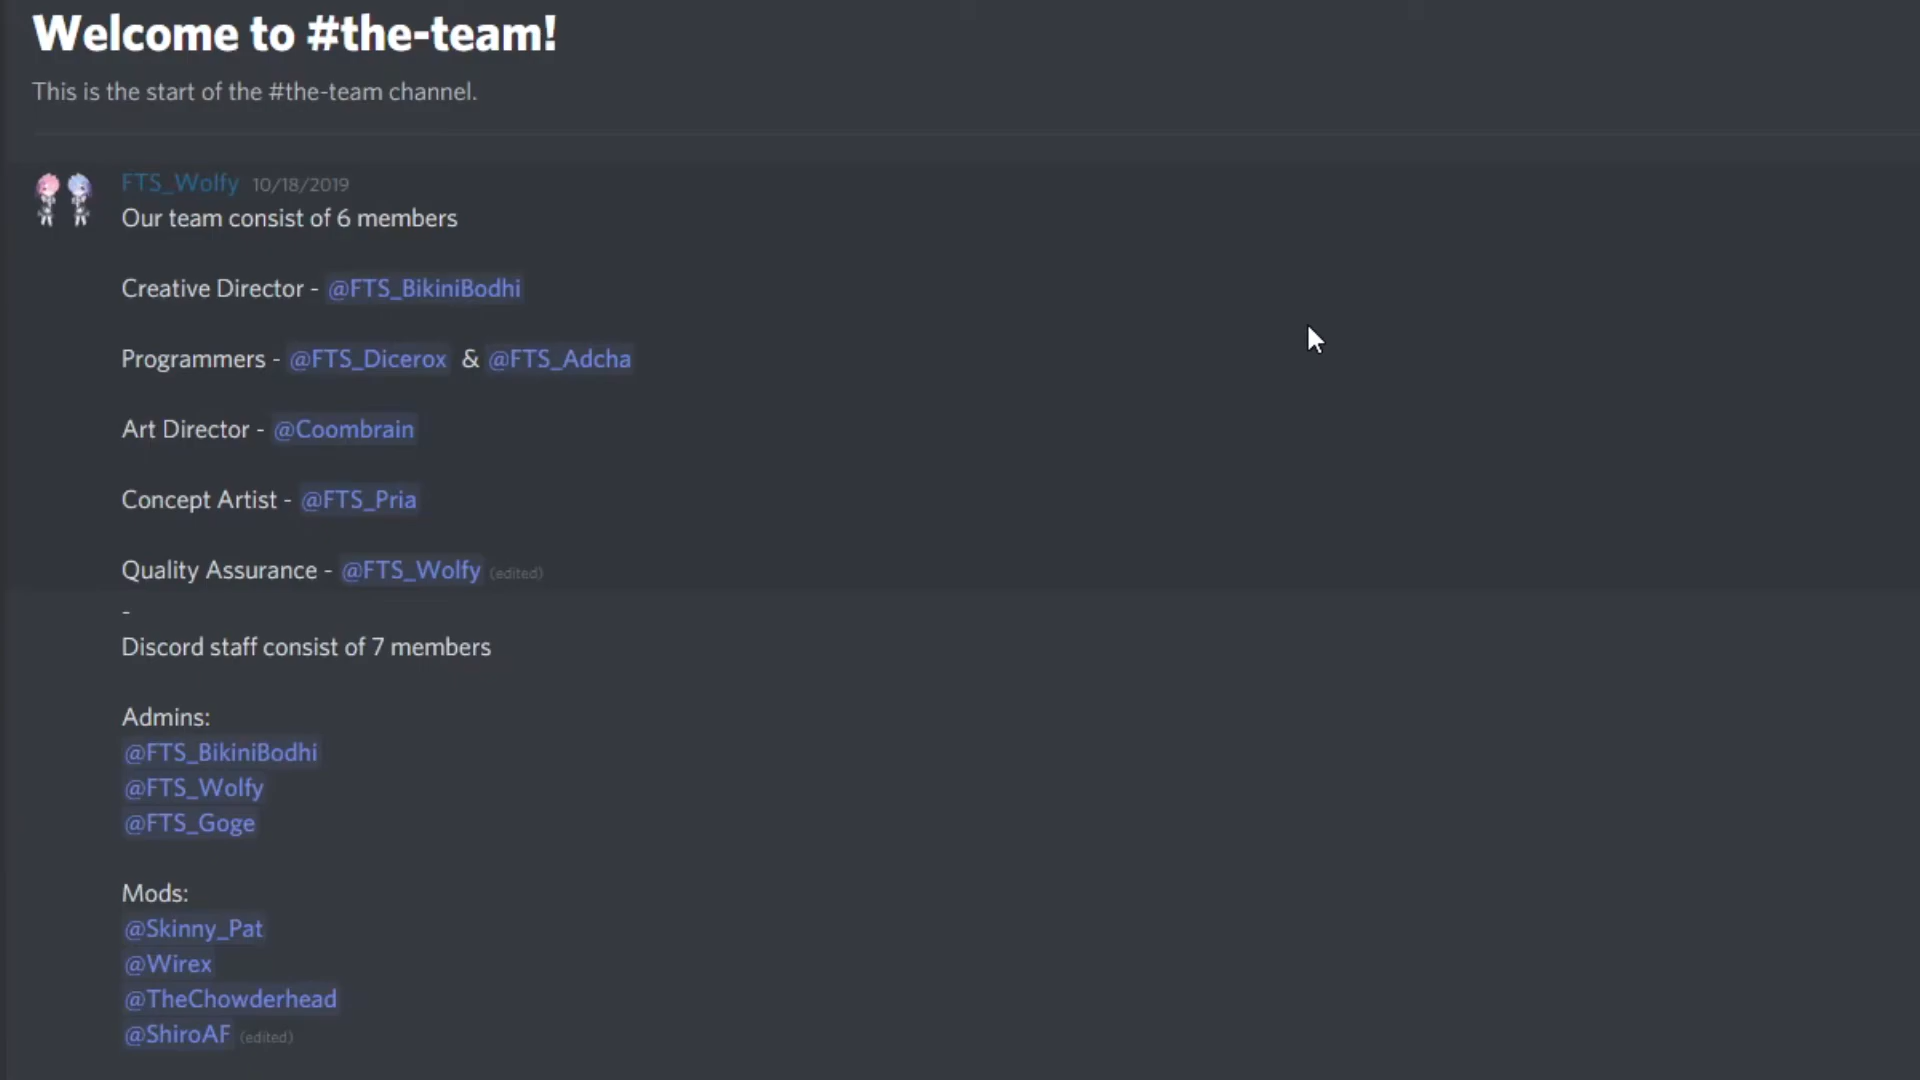 Welcome to #the-team!
This is the start of the #the-team channel.
FTS_Wolfy 10/18/2019
Our team consist of 6 members
Creative Director - @FTS_BikiniBodhi
Programmers - @FTS_Dicerox & @FTS_Adcha
Art Director - @Coombrain
Concept Artist - @FTS_Pria
Quality Assurance - @FTS_Wolfy (edited)
-
Discord staff consist of 7 members
Admins:
@FTS_BikiniBodhi
@FTS_Wolfy
@FTS_Goge
Mods:
@Skinny_Pat
@Wirex
@TheChowderhead
@ShiroAF (edited)